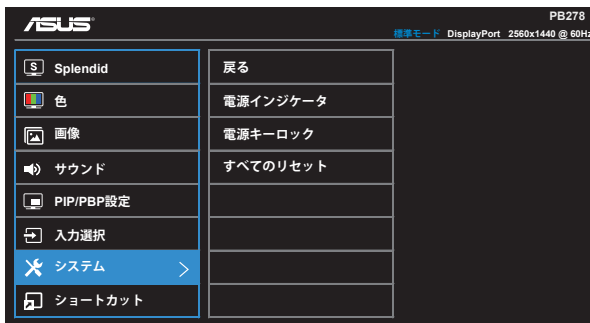 ASUS
PB278
標準モード DisplayPort 2560x1440 @ 60Hz
S Splendid
色
画像
サウンド
PIP/PBP設定
入力選択
システム
ショートカット
戻る
電源インジケータ
電源キーロック
すべてのリセット